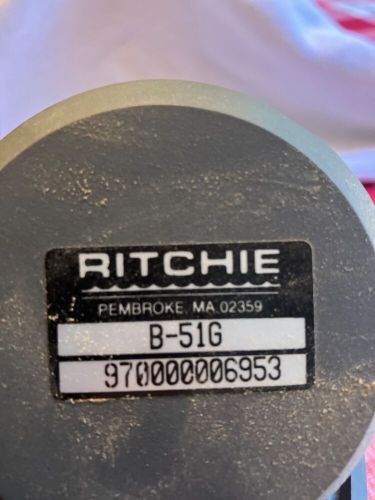 RITCHIE
PEMBROKE, MA 02359
B-51G
970000006953